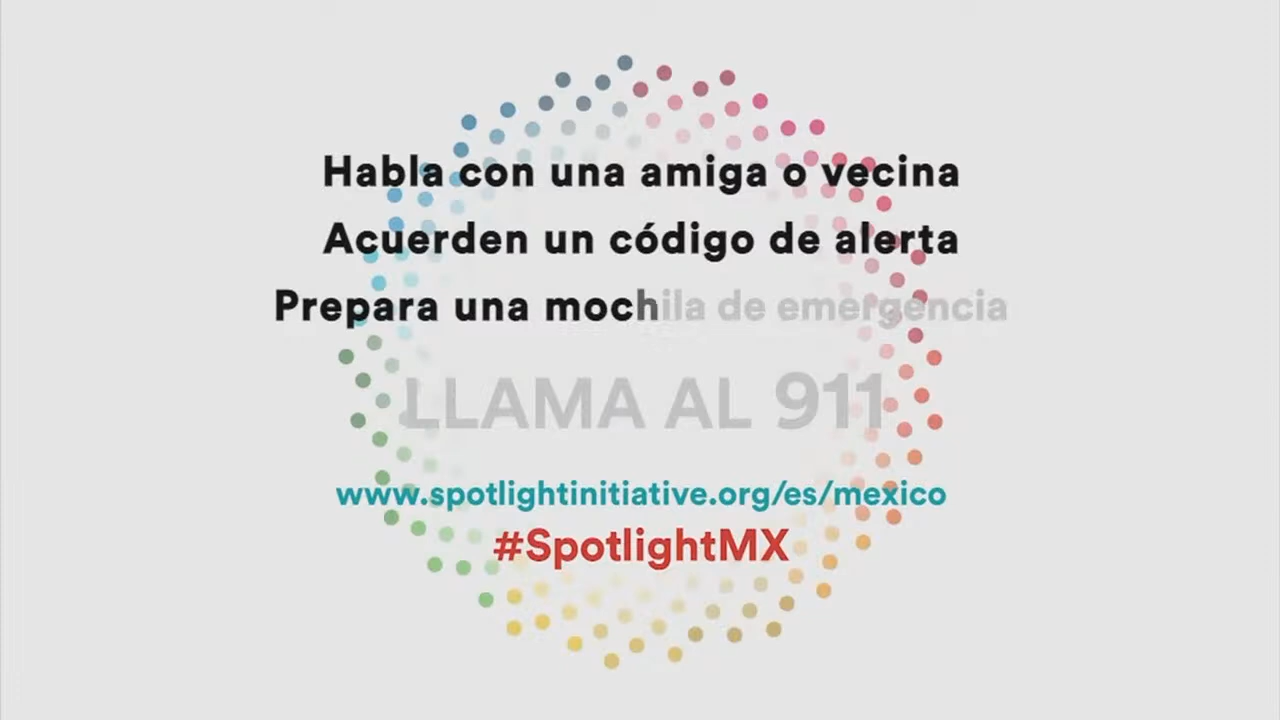 Habla con una amiga o vecina
Acuerden un código de alerta
Prepara una mochila de emergencia
LLAMA AL 911
www.spotlightinitiative.org/es/mexico
#SpotlightMX